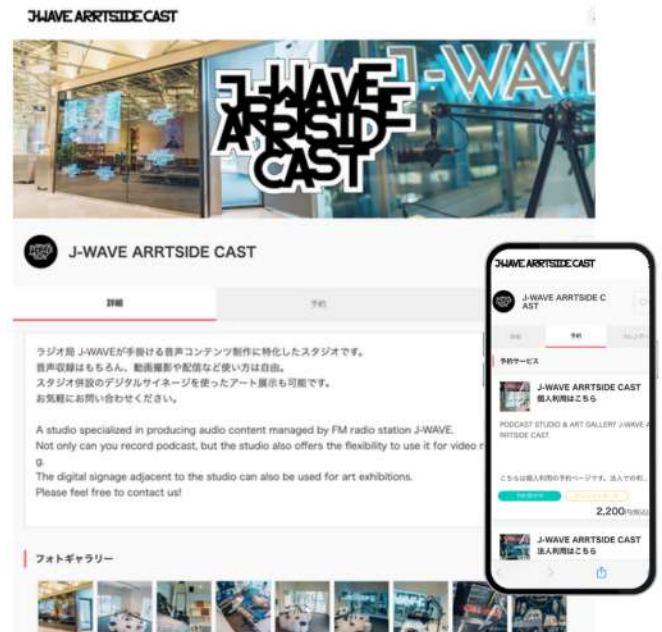 J-WAVE ARRTSIDE CAST
J-WAVE
ARRTSIDE
CAST
J-WAV
J-WAVE ARRTSIDE CAST
詳細
予約
ラジオ局 J-WAVEが手掛ける音声コンテンツ制作に特化したスタジオです。
音声収録はもちろん、動画撮影や配信など使い方は自由。
スタジオ併設のデジタルサイネージを使ったアート展示も可能です。
お気軽にお問い合わせください。
A studio specialized in producing audio content managed by FM radio station J-WAVE.
Not only can you record podcast, but the studio also offers the flexibility to use it for video r
g.
The digital signage adjacent to the studio can also be used for art exhibitions.
Please feel free to contact us!
フォトギャラリー
J-WAVE ARRTSIDE CAST
J-WAVE ARRTSIDE C
AST
詳細
予約
予約サービス
J-WAVE ARRTSIDE CAST
個人利用はこちら
PODCAST STUDIO & ART GALLERY J-WAVE A
RRTSIDE CAST
こちらは個人利用の予約ページです。法人での利...
2,200円(税込)
J-WAVE ARRTSIDE CAST
法人利用はこちら